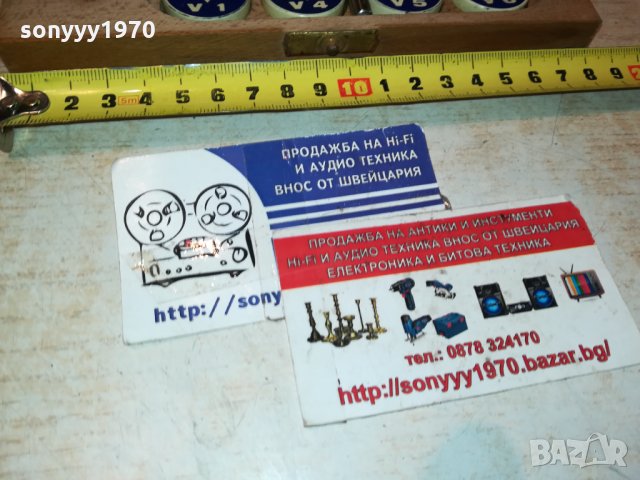 sonyyy1970
V1 V4 V5
2 3 4 5 6 7 8 9 10 1 2 3 4 5 6 7 8 9
5m
ПРОДАЖБА НА Hi-Fi
И АУДИО ТЕХНИКА
ВНОС ОТ ШВЕЙЦАРИЯ
http://sony
ПРОДАЖБА НА АНТИКИ И ИНСТРУМЕНТИ
Hi-Fi И АУДИО ТЕХНИКА ВНОС ОТ ШВЕЙЦАРИЯ
ЕЛЕКТРОНИКА И БИТОВА ТЕХНИКА
тел.: 0878 324170
http://sonyyy1970.bazar.bg/
BAZAR.bg